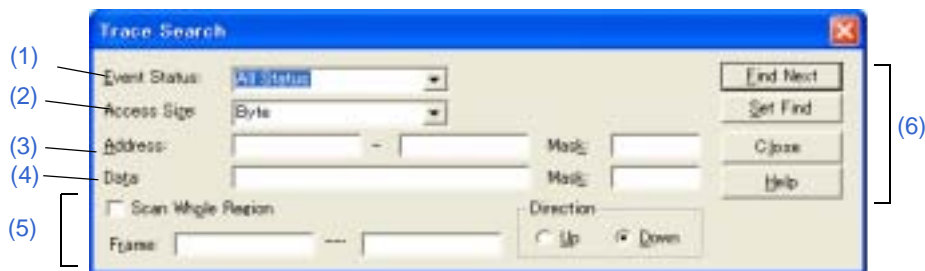 Trace Search
(1)
Event Status: All Status
Find Next
(2)
Access Size: Byte
Set Find
(6)
(3)
Address: - Mask:
Close
(4)
Data: Mask:
Help
(5)
Scan Whole Region
Direction
Frame: ---- Up Down